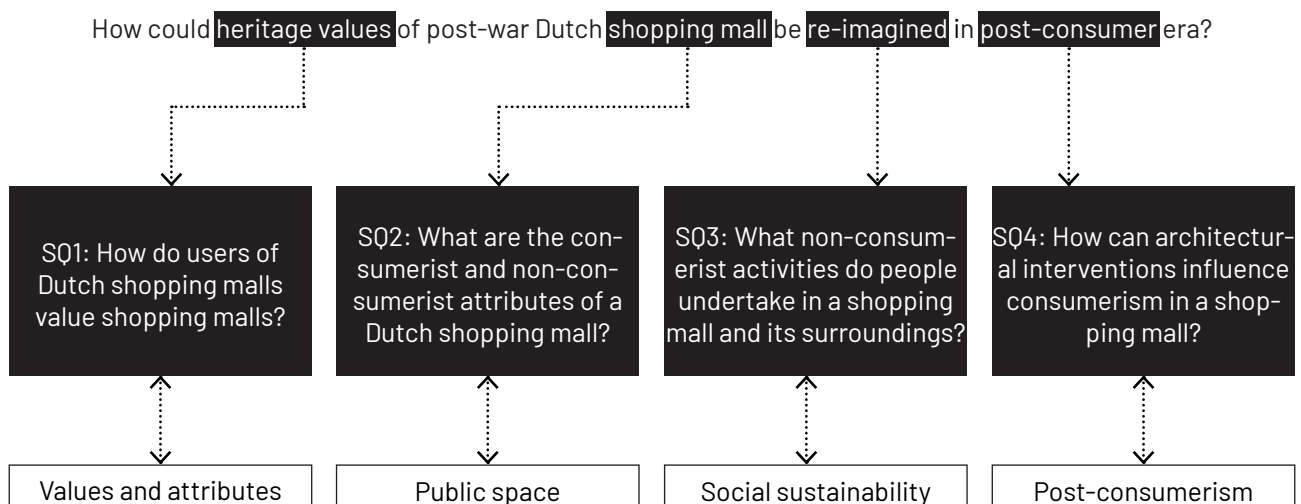 How could heritage values of post-war Dutch shopping mall be re-imagined in post-consumer era?
SQ1: How do users of
Dutch shopping malls
value shopping malls?
SQ2: What are the con-
sumerist and non-con-
sumerist attributes of a
Dutch shopping mall?
SQ3: What non-consum-
erist activities do people
undertake in a shopping
mall and its surroundings?
SQ4: How can architectur-
al interventions influence
consumerism in a shop-
ping mall?
Values and attributes
Public space
Social sustainability
Post-consumerism